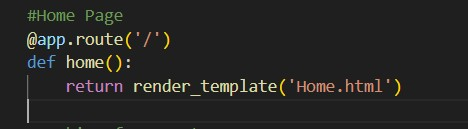 #Home Page
@app.route('/')
def home():
    return render_template('Home.html')